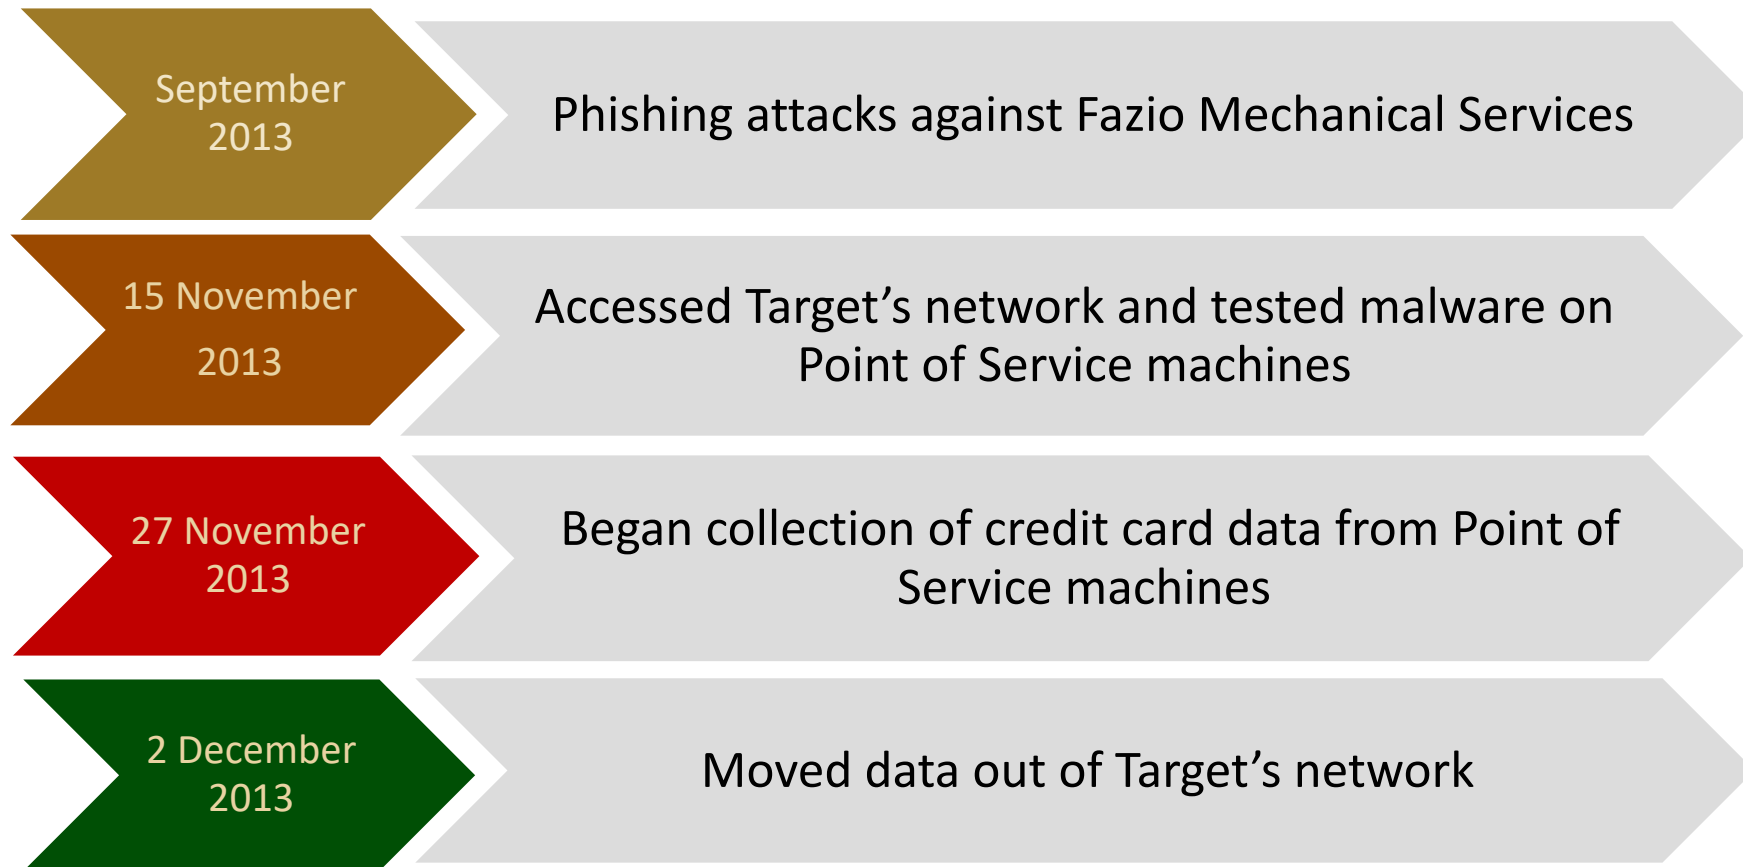 September
2013
Phishing attacks against Fazio Mechanical Services
15 November
2013
Accessed Target’s network and tested malware on
Point of Service machines
27 November
2013
Began collection of credit card data from Point of
Service machines
2 December
2013
Moved data out of Target’s network